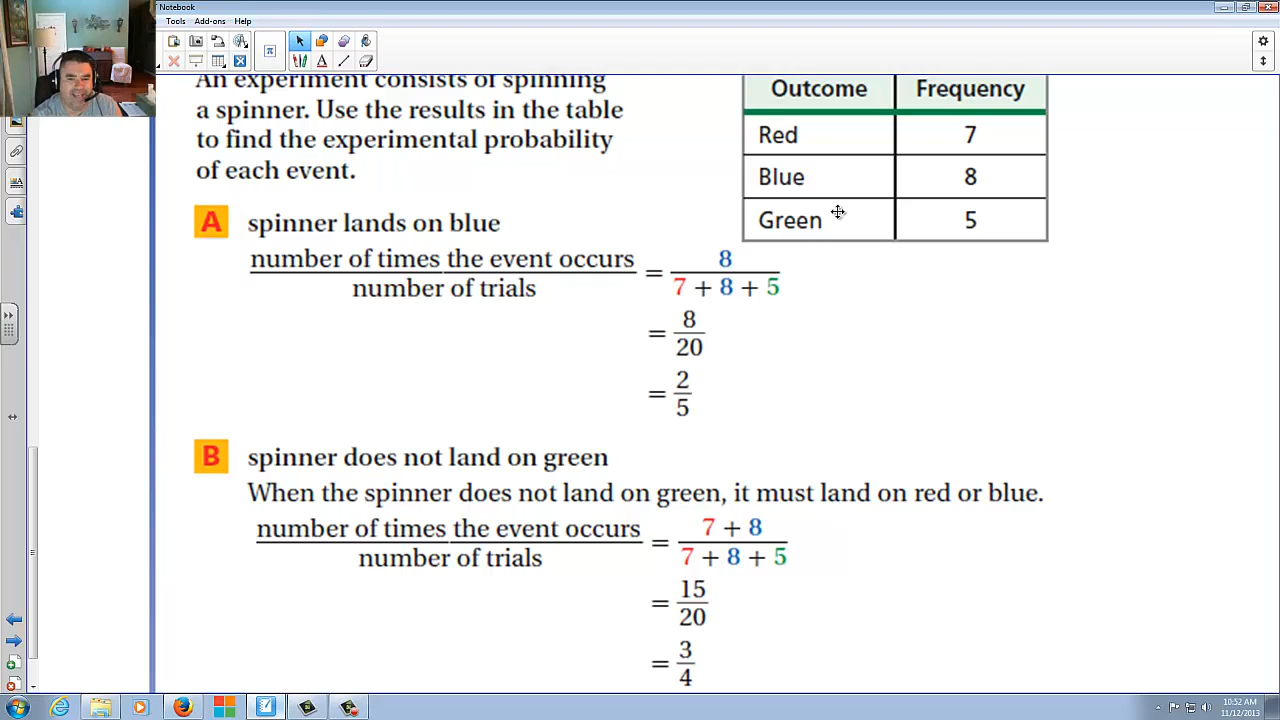 Notebook
Tools Add-ons Help
An experiment consists of spinning
a spinner. Use the results in the table
to find the experimental probability
of each event.
Outcome Frequency
Red 7
Blue 8
Green 5
A spinner lands on blue
number of times the event occurs / number of trials = 8 / 7 + 8 + 5
= 8 / 20
= 2 / 5
B spinner does not land on green
When the spinner does not land on green, it must land on red or blue.
number of times the event occurs / number of trials = 7 + 8 / 7 + 8 + 5
= 15 / 20
= 3 / 4
10:52 AM
11/12/2013